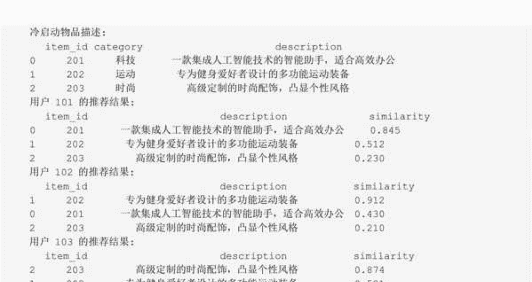 冷启动物品描述：
item_id category description
0 201 科技 一款集成人工智能技术的智能助手，适合高效办公
1 202 运动 专为健身爱好者设计的多功能运动装备
2 203 时尚 高级定制的时尚配饰，凸显个性风格
用户 101 的推荐结果：
item_id description similarity
0 201 一款集成人工智能技术的智能助手，适合高效办公 0.845
1 202 专为健身爱好者设计的多功能运动装备 0.512
2 203 高级定制的时尚配饰，凸显个性风格 0.230
用户 102 的推荐结果：
item_id description similarity
1 202 专为健身爱好者设计的多功能运动装备 0.912
0 201 一款集成人工智能技术的智能助手，适合高效办公 0.430
2 203 高级定制的时尚配饰，凸显个性风格 0.210
用户 103 的推荐结果：
item_id description similarity
2 203 高级定制的时尚配饰，凸显个性风格 0.874